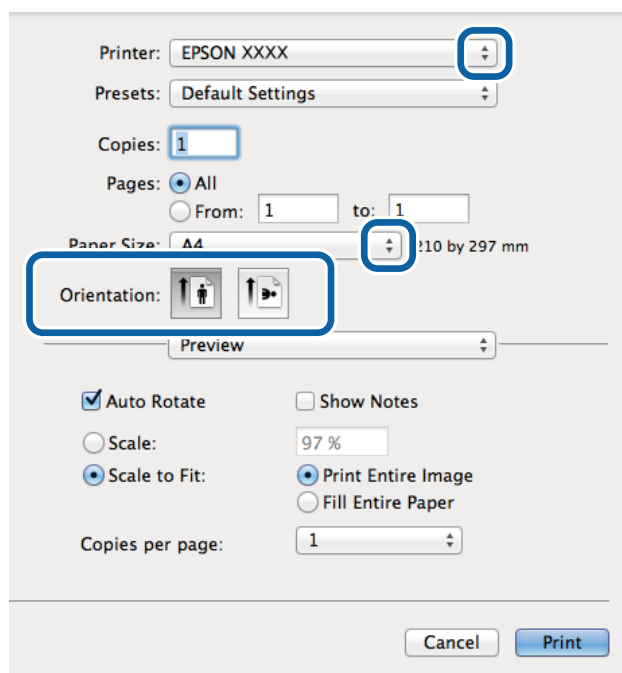 Printer: EPSON XXXX
Presets: Default Settings
Copies: 1
Pages: All
From: 1 to: 1
Paper Size: A4 210 by 297 mm
Orientation:
Preview
Auto Rotate Show Notes
Scale: 97 %
Scale to Fit: Print Entire Image
Fill Entire Paper
Copies per page: 1
Cancel Print